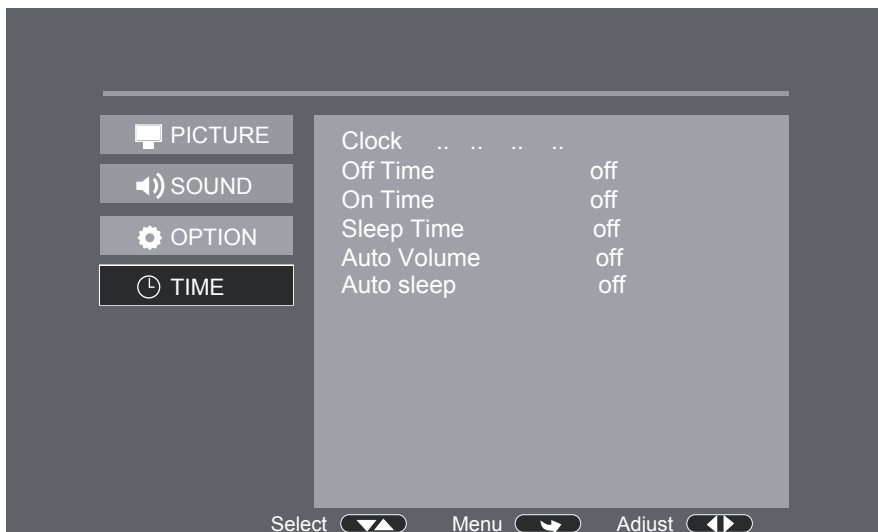 PICTURE
SOUND
OPTION
TIME
Clock .. .. .. ..
Off Time off
On Time off
Sleep Time off
Auto Volume off
Auto sleep off
Select Menu Adjust